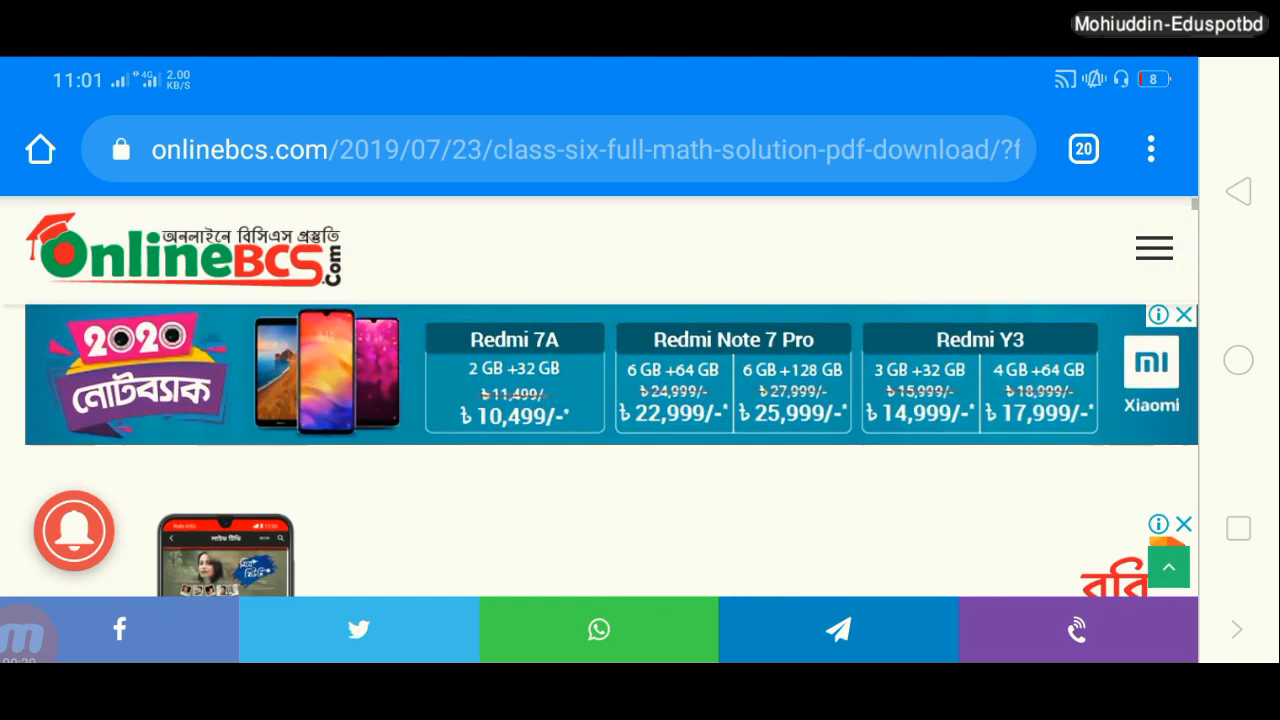 Mohiuddin-Eduspotbd
11:01 4G 2.00 KB/S 8
onlinebcs.com/2019/07/23/class-six-full-math-solution-pdf-download/?f
20
অনলাইনে বিসিএস প্রস্তুতি
OnlineBCS.Com
2020
নোটব্যাক
Redmi 7A
2 GB +32 GB
৳ 11,499/-
৳ 10,499/-*
Redmi Note 7 Pro
6 GB +64 GB
৳ 24,999/-
৳ 22,999/-*
6 GB +128 GB
৳ 27,999/-
৳ 25,999/-*
Redmi Y3
3 GB +32 GB
৳ 15,999/-
৳ 14,999/-*
4 GB +64 GB
৳ 18,999/-
৳ 17,999/-*
mi
Xiaomi
লাইভ টিভি
রবি